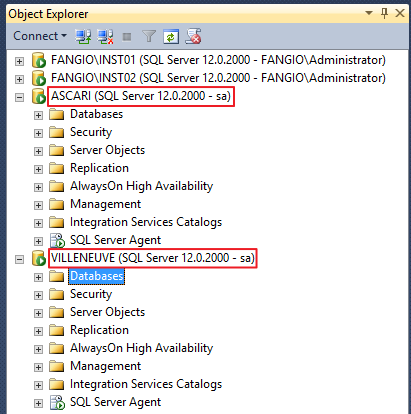 Object Explorer
Connect
FANGIO\INST01 (SQL Server 12.0.2000 - FANGIO\Administrator)
FANGIO\INST02 (SQL Server 12.0.2000 - FANGIO\Administrator)
ASCARI (SQL Server 12.0.2000 - sa)
Databases
Security
Server Objects
Replication
AlwaysOn High Availability
Management
Integration Services Catalogs
SQL Server Agent
VILLENEUVE (SQL Server 12.0.2000 - sa)
Databases
Security
Server Objects
Replication
AlwaysOn High Availability
Management
Integration Services Catalogs
SQL Server Agent